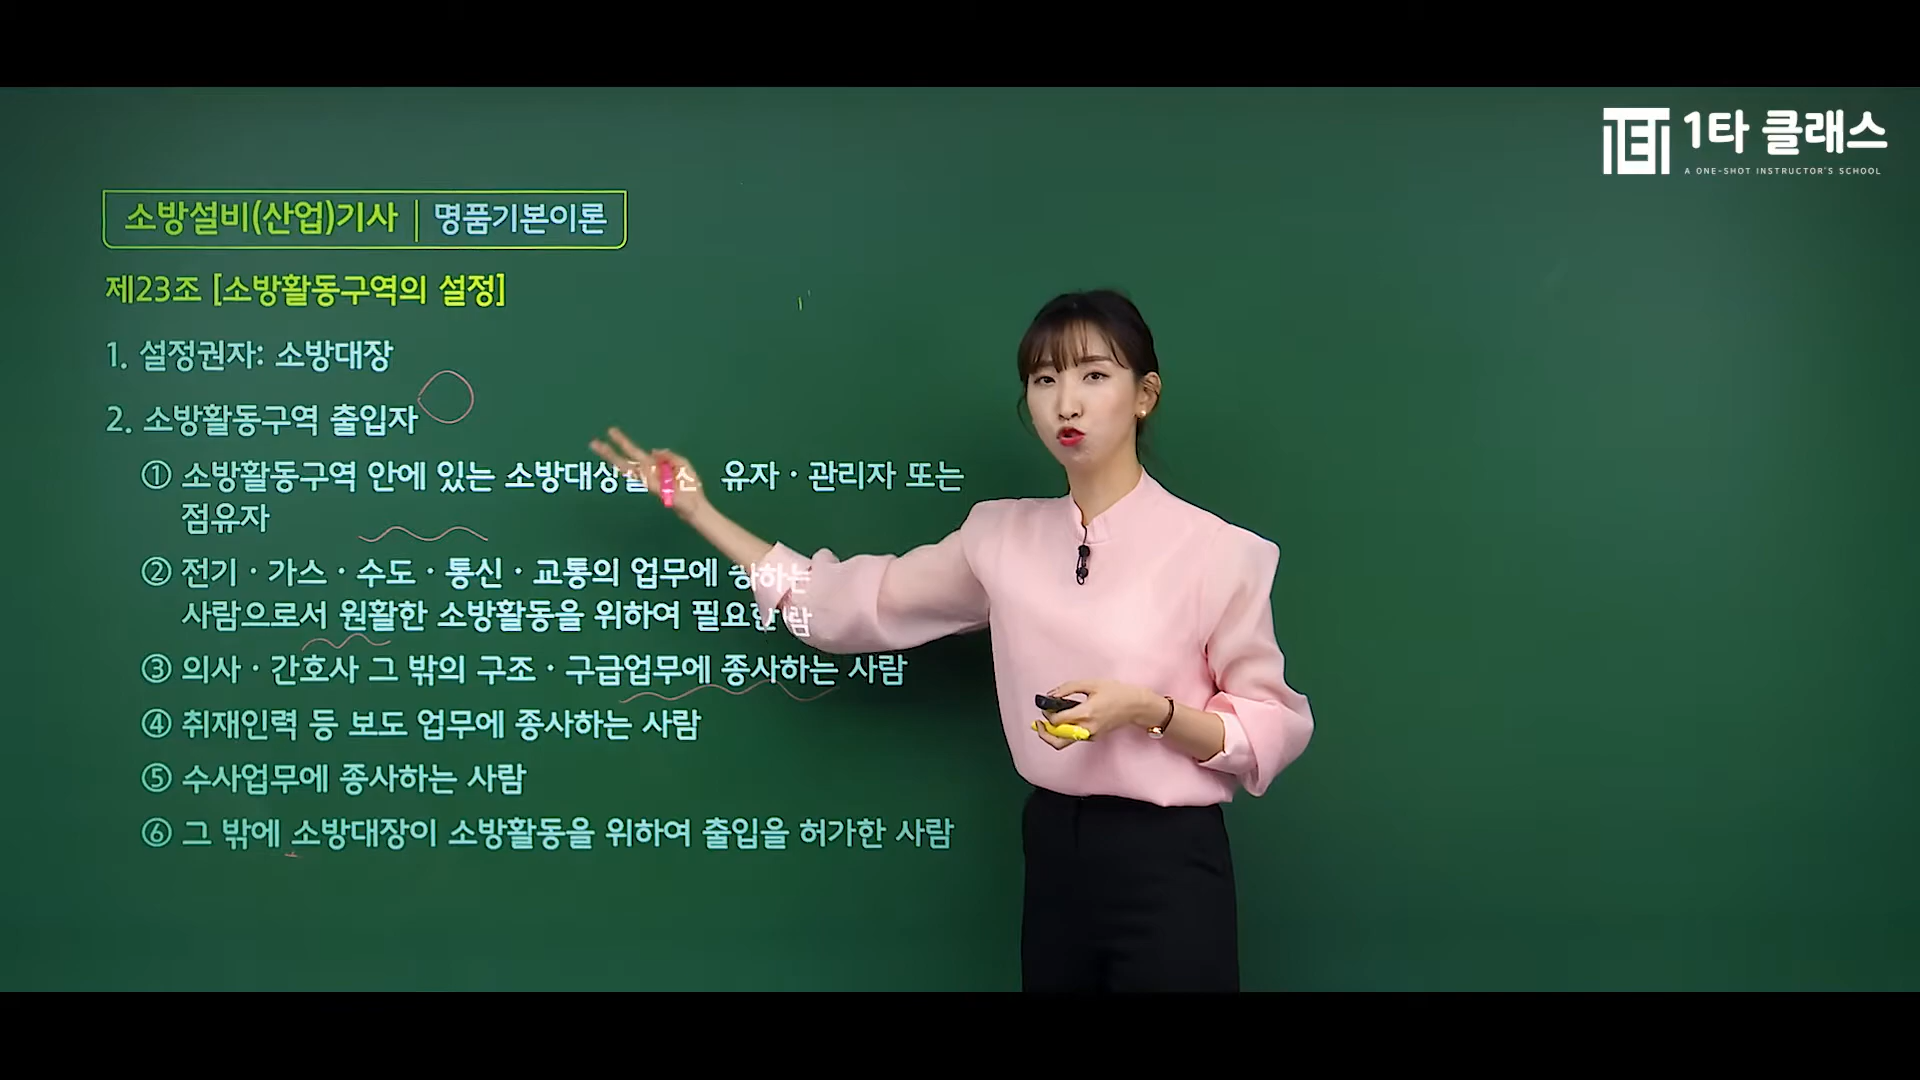 1타 클래스
A ONE-SHOT INSTRUCTOR'S SCHOOL
소방설비(산업)기사 | 명품기본이론
제23조 [소방활동구역의 설정]
1. 설정권자: 소방대장
2. 소방활동구역 출입자
① 소방활동구역 안에 있는 소방대상 유자·관리자 또는
점유자
② 전기·가스·수도·통신·교통의 업무에
사람으로서 원활한 소방활동을 위하여
③ 의사·간호사 그 밖의 구조·구급업무에 종사하는 사람
④ 취재인력 등 보도 업무에 종사하는 사람
⑤ 수사업무에 종사하는 사람
⑥ 그 밖에 소방대장이 소방활동을 위하여 출입을 허가한 사람